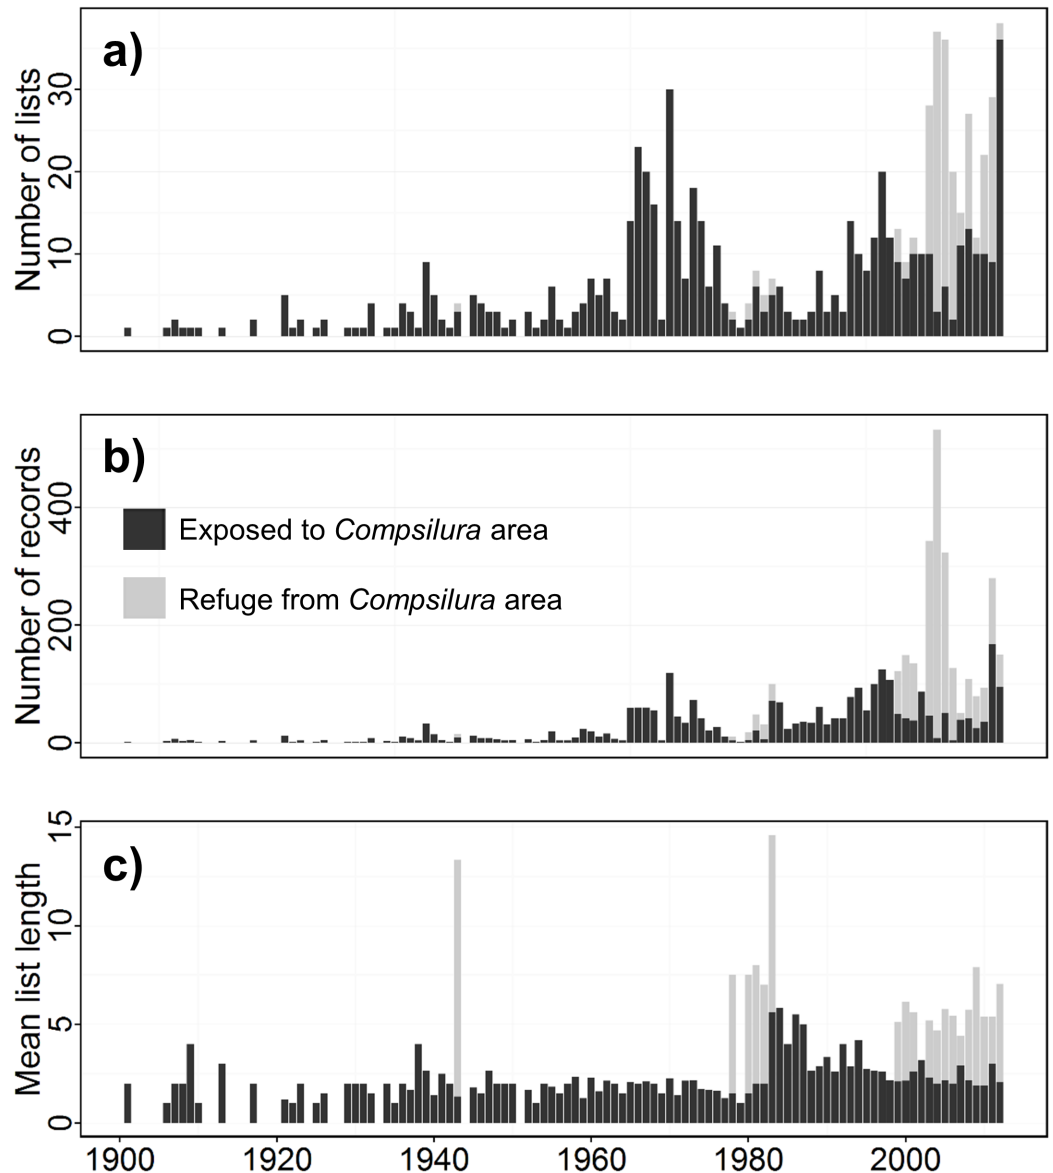 a)
Number of lists
30
20
10
0
b)
Number of records
400
200
0
Exposed to Compsilura area
Refuge from Compsilura area
c)
Mean list length
15
10
5
0
1900 1920 1940 1960 1980 2000